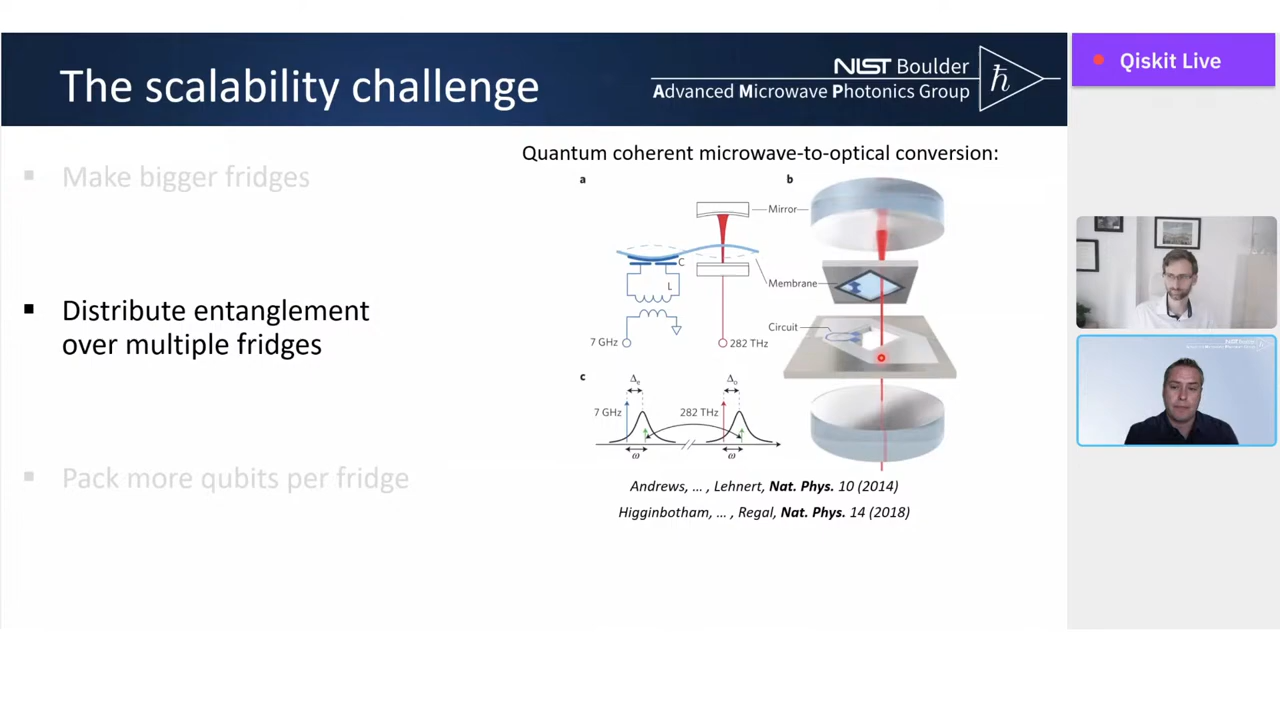 The scalability challenge
NIST Boulder
Advanced Microwave Photonics Group
ħ
Qiskit Live
Make bigger fridges
Distribute entanglement
over multiple fridges
Pack more qubits per fridge
Quantum coherent microwave-to-optical conversion:
a
b
Mirror
C
L
Membrane
Circuit
7 GHz
282 THz
c
Δe
Δo
7 GHz
282 THz
ω
ω
Andrews, … , Lehnert, Nat. Phys. 10 (2014)
Higginbotham, … , Regal, Nat. Phys. 14 (2018)